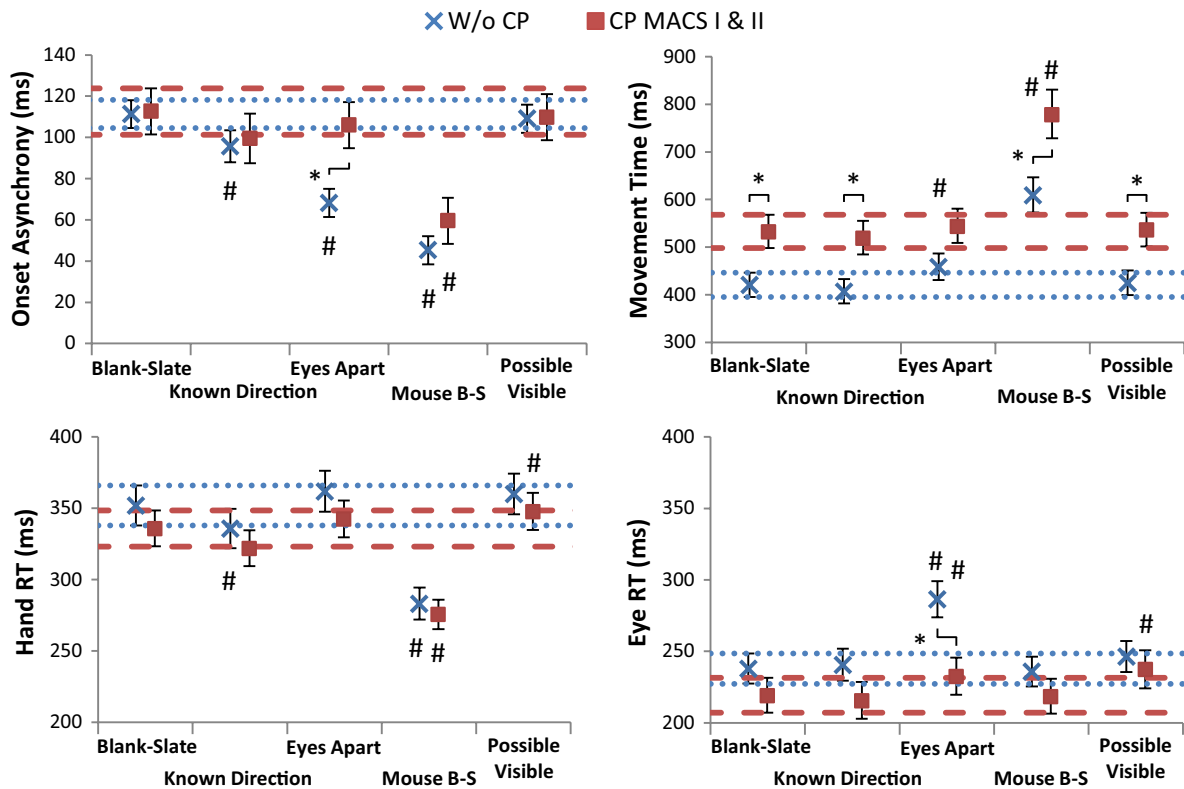 W/o CP CP MACS I & II
Onset Asynchrony (ms)
140
120
100
80
60
40
20
0
*
# # # #
Blank-Slate Eyes Apart Possible
Visible
Known Direction Mouse B-S
Movement Time (ms)
900
800
700
600
500
400
300
* * # * # # *
Blank-Slate Eyes Apart Possible
Visible
Known Direction Mouse B-S
Hand RT (ms)
400
350
300
250
200
# # # #
Blank-Slate Eyes Apart Possible
Visible
Known Direction Mouse B-S
Eye RT (ms)
400
350
300
250
200
# # * #
Blank-Slate Eyes Apart Possible
Visible
Known Direction Mouse B-S